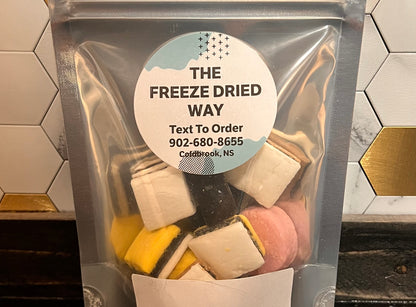 THE
FREEZE DRIED
WAY
Text To Order
902-680-8655
Coldbrook, NS